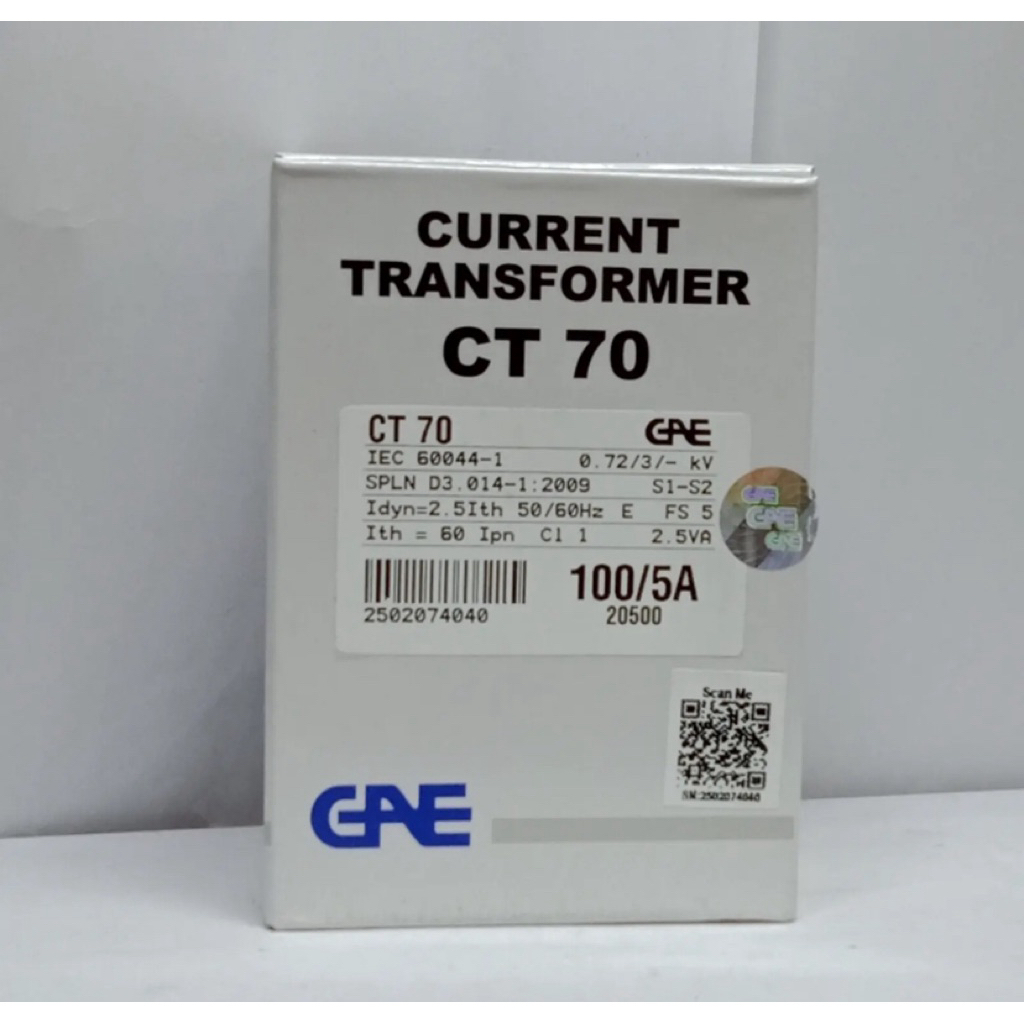 CURRENT
TRANSFORMER
CT 70
CT 70 GAE
IEC 60044-1 0.72/3/- kV
SPLN D3.014-1:2009 S1-S2
Idyn=2.5Ith 50/60Hz E FS 5
Ith = 60 Ipn Cl 1 2.5VA
100/5A
2502074040 20500
Scan Me
SN:2502074040
GAE